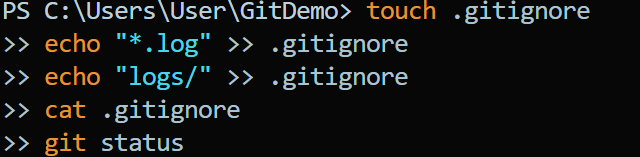 PS C:\Users\User\GitDemo> touch .gitignore
>> echo "*.log" >> .gitignore
>> echo "logs/" >> .gitignore
>> cat .gitignore
>> git status